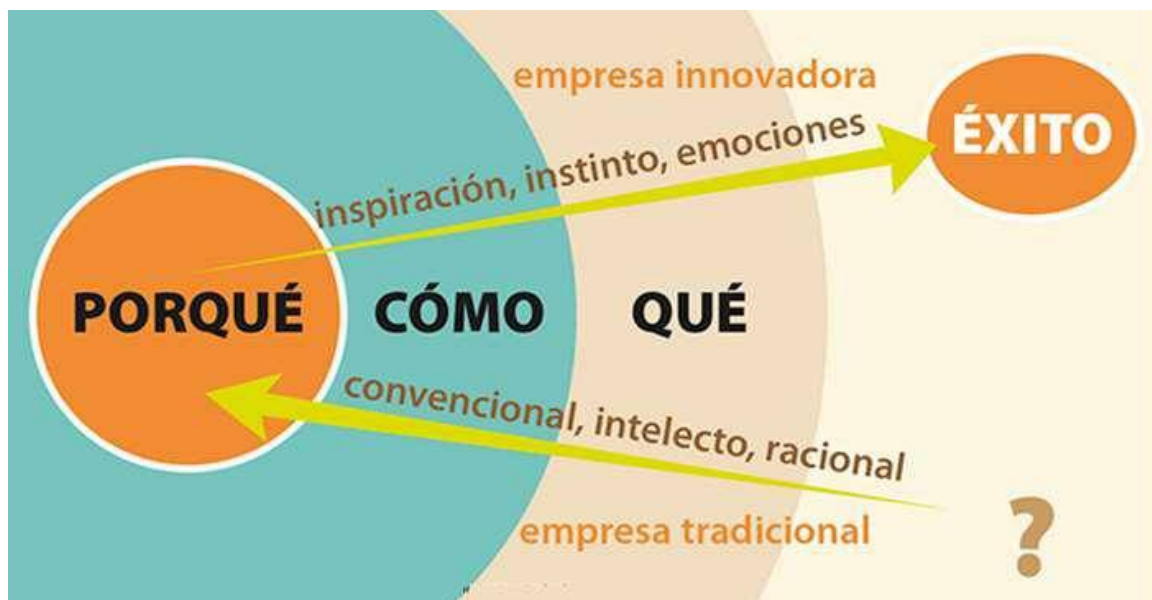 empresa innovadora
ÉXITO
inspiración, instinto, emociones
PORQUÉ CÓMO QUÉ
convencional, intelecto, racional
empresa tradicional
?